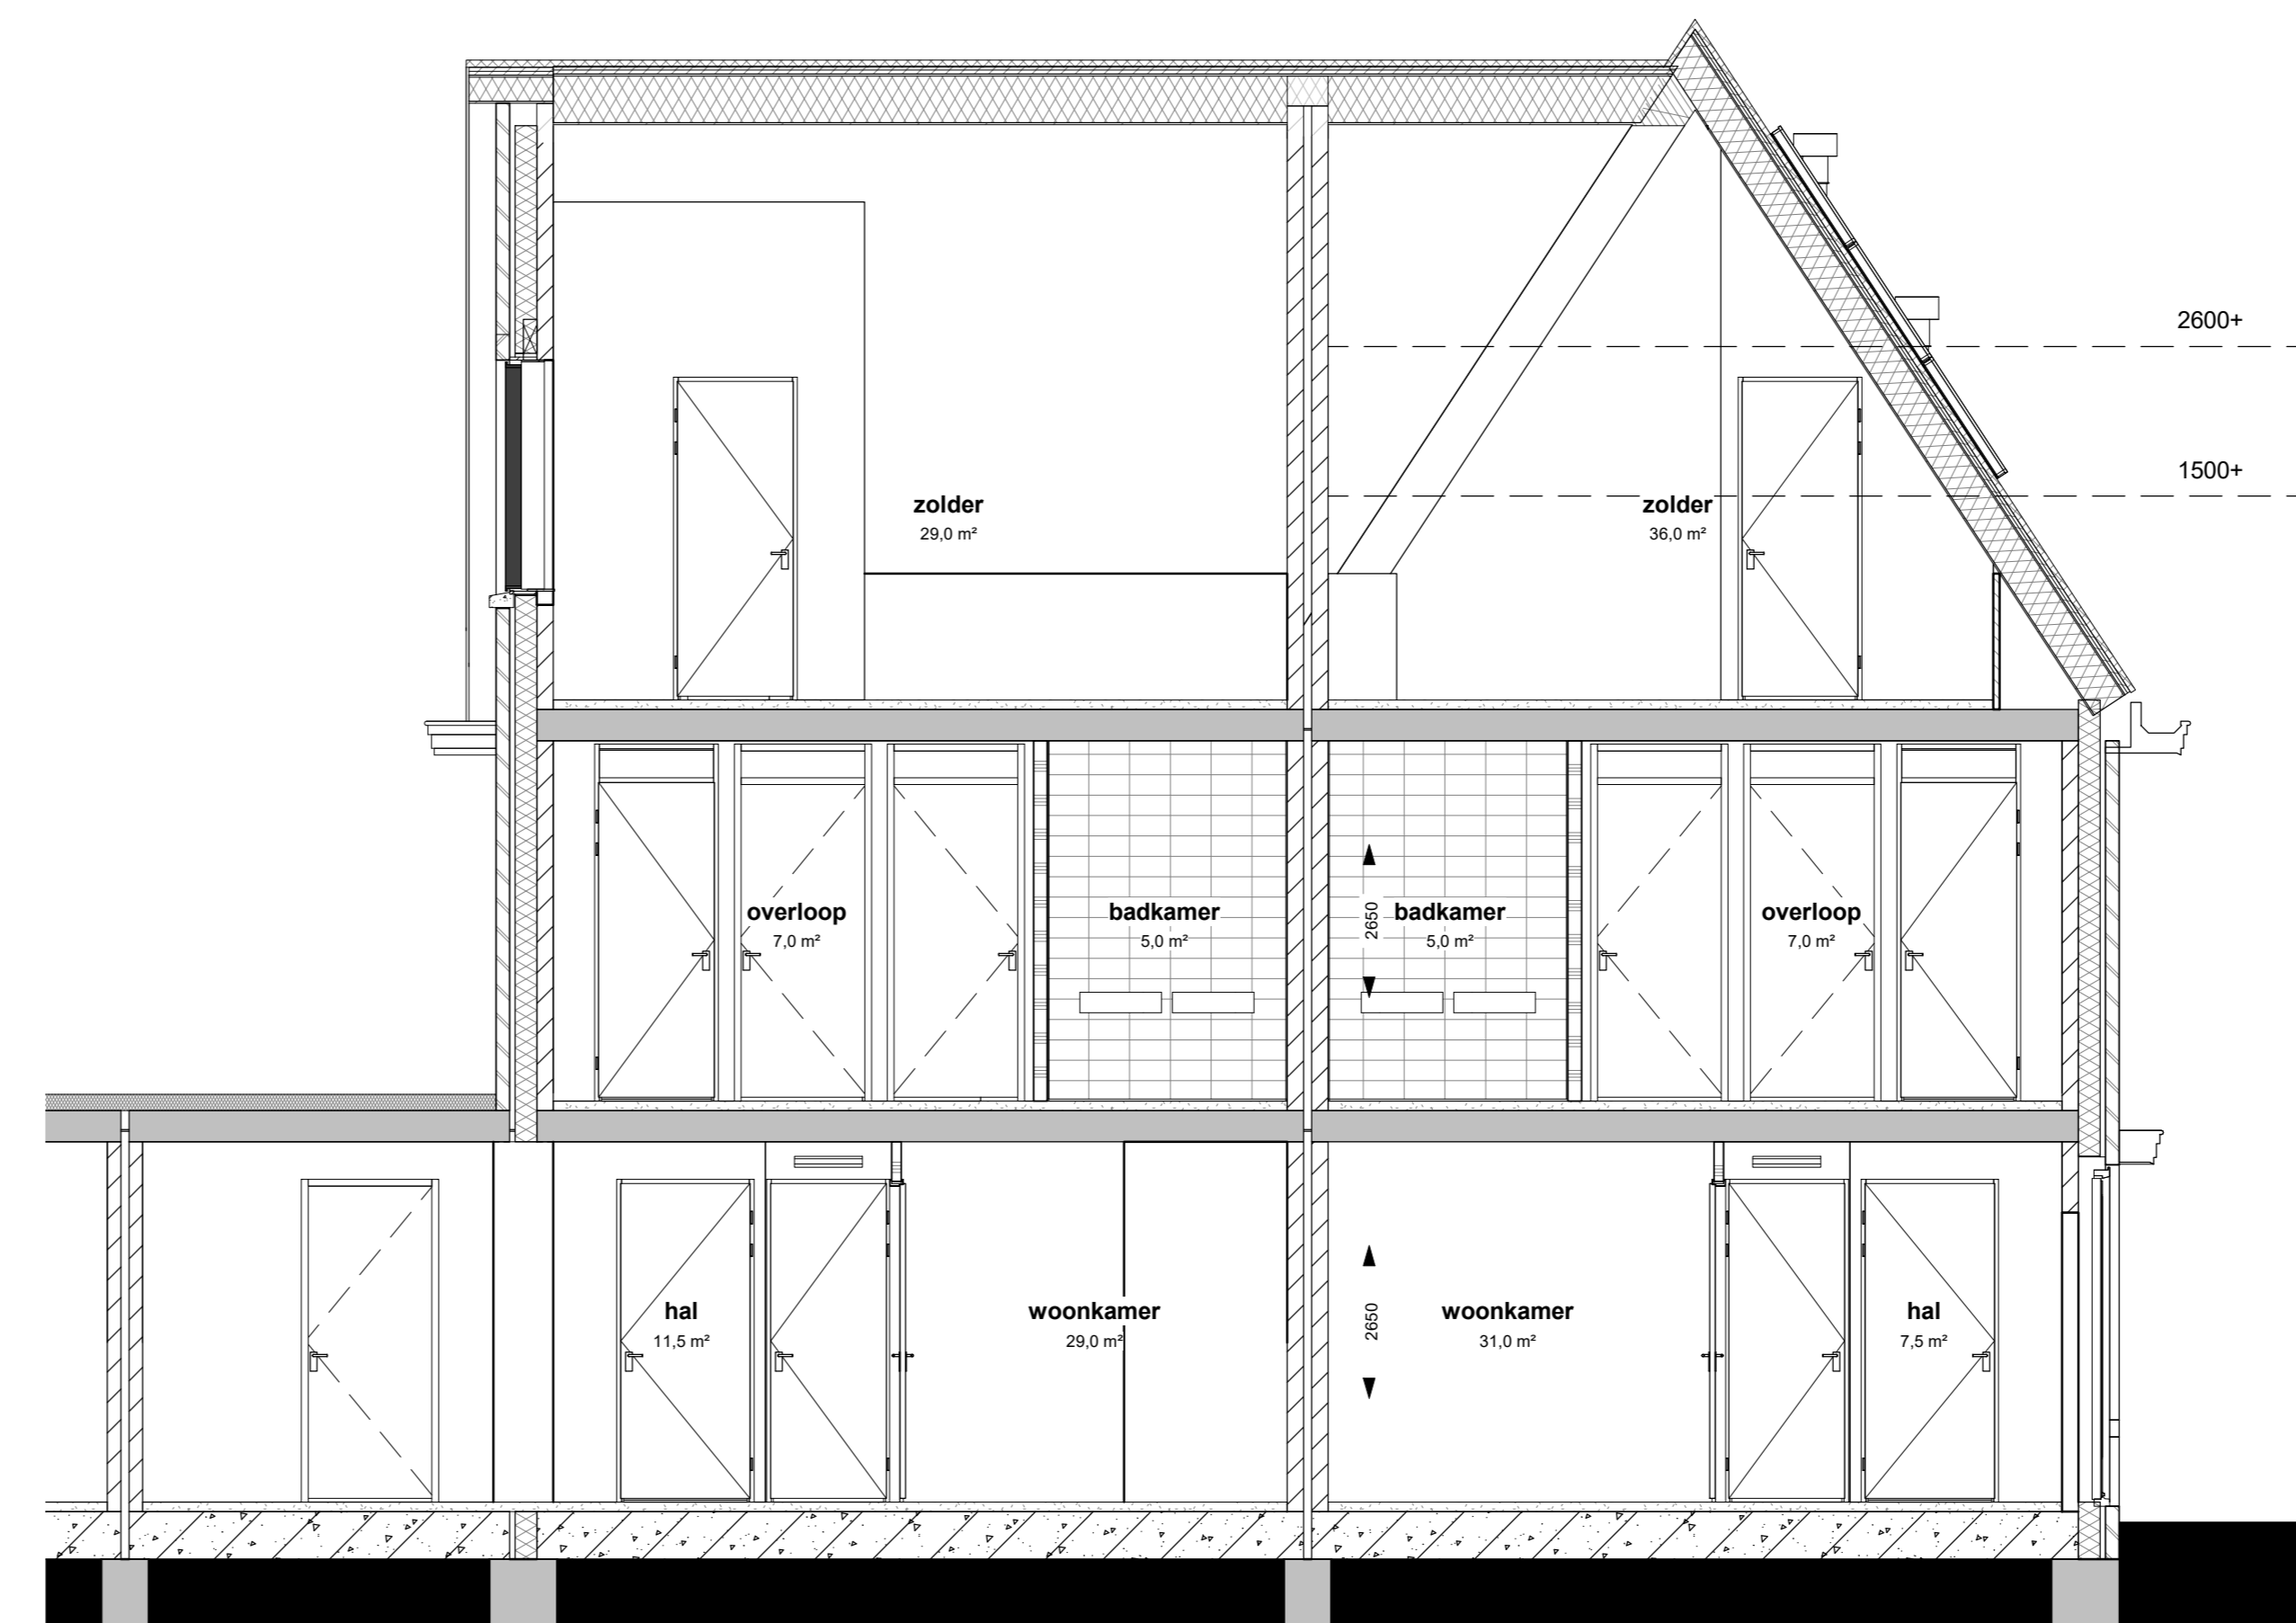 2600+
1500+
zolder
29,0 m²
zolder
36,0 m²
overloop
7,0 m²
badkamer
5,0 m²
2650
badkamer
5,0 m²
overloop
7,0 m²
hal
11,5 m²
woonkamer
29,0 m²
2650
woonkamer
31,0 m²
hal
7,5 m²